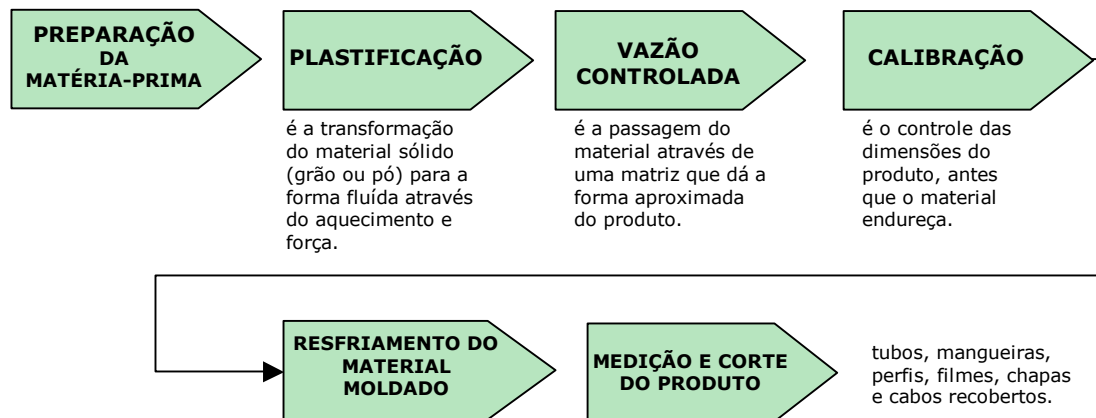 PREPARAÇÃO
DA
MATÉRIA-PRIMA
PLASTIFICAÇÃO
é a transformação
do material sólido
(grão ou pó) para a
forma fluída através
do aquecimento e
força.
VAZÃO
CONTROLADA
é a passagem do
material através de
uma matriz que dá a
forma aproximada
do produto.
CALIBRAÇÃO
é o controle das
dimensões do
produto, antes
que o material
endureça.
RESFRIAMENTO DO
MATERIAL
MOLDADO
MEDIÇÃO E CORTE
DO PRODUTO
tubos, mangueiras,
perfis, filmes, chapas
e cabos recobertos.